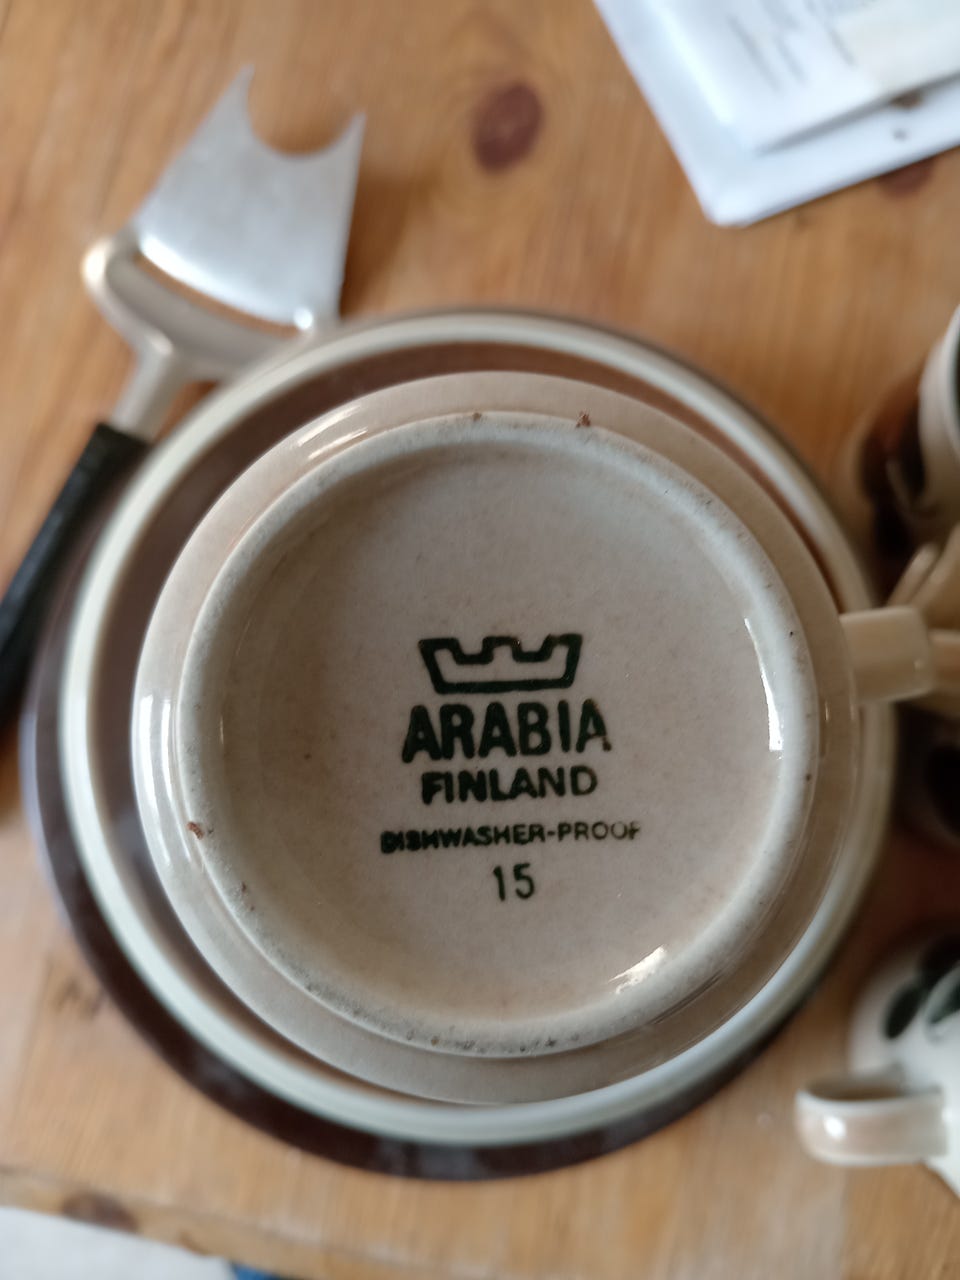 ARABIA
FINLAND
DISHWASHER-PROOF
15